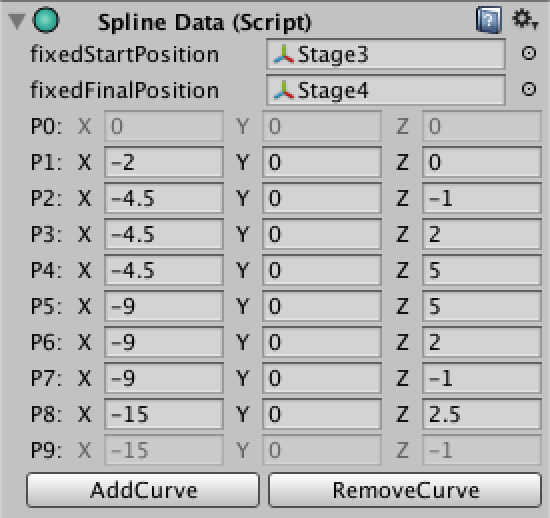 Spline Data (Script)
fixedStartPosition Stage3
fixedFinalPosition Stage4
P0: X 0 Y 0 Z 0
P1: X -2 Y 0 Z 0
P2: X -4.5 Y 0 Z -1
P3: X -4.5 Y 0 Z 2
P4: X -4.5 Y 0 Z 5
P5: X -9 Y 0 Z 5
P6: X -9 Y 0 Z 2
P7: X -9 Y 0 Z -1
P8: X -15 Y 0 Z 2.5
P9: X -15 Y 0 Z -1
AddCurve RemoveCurve